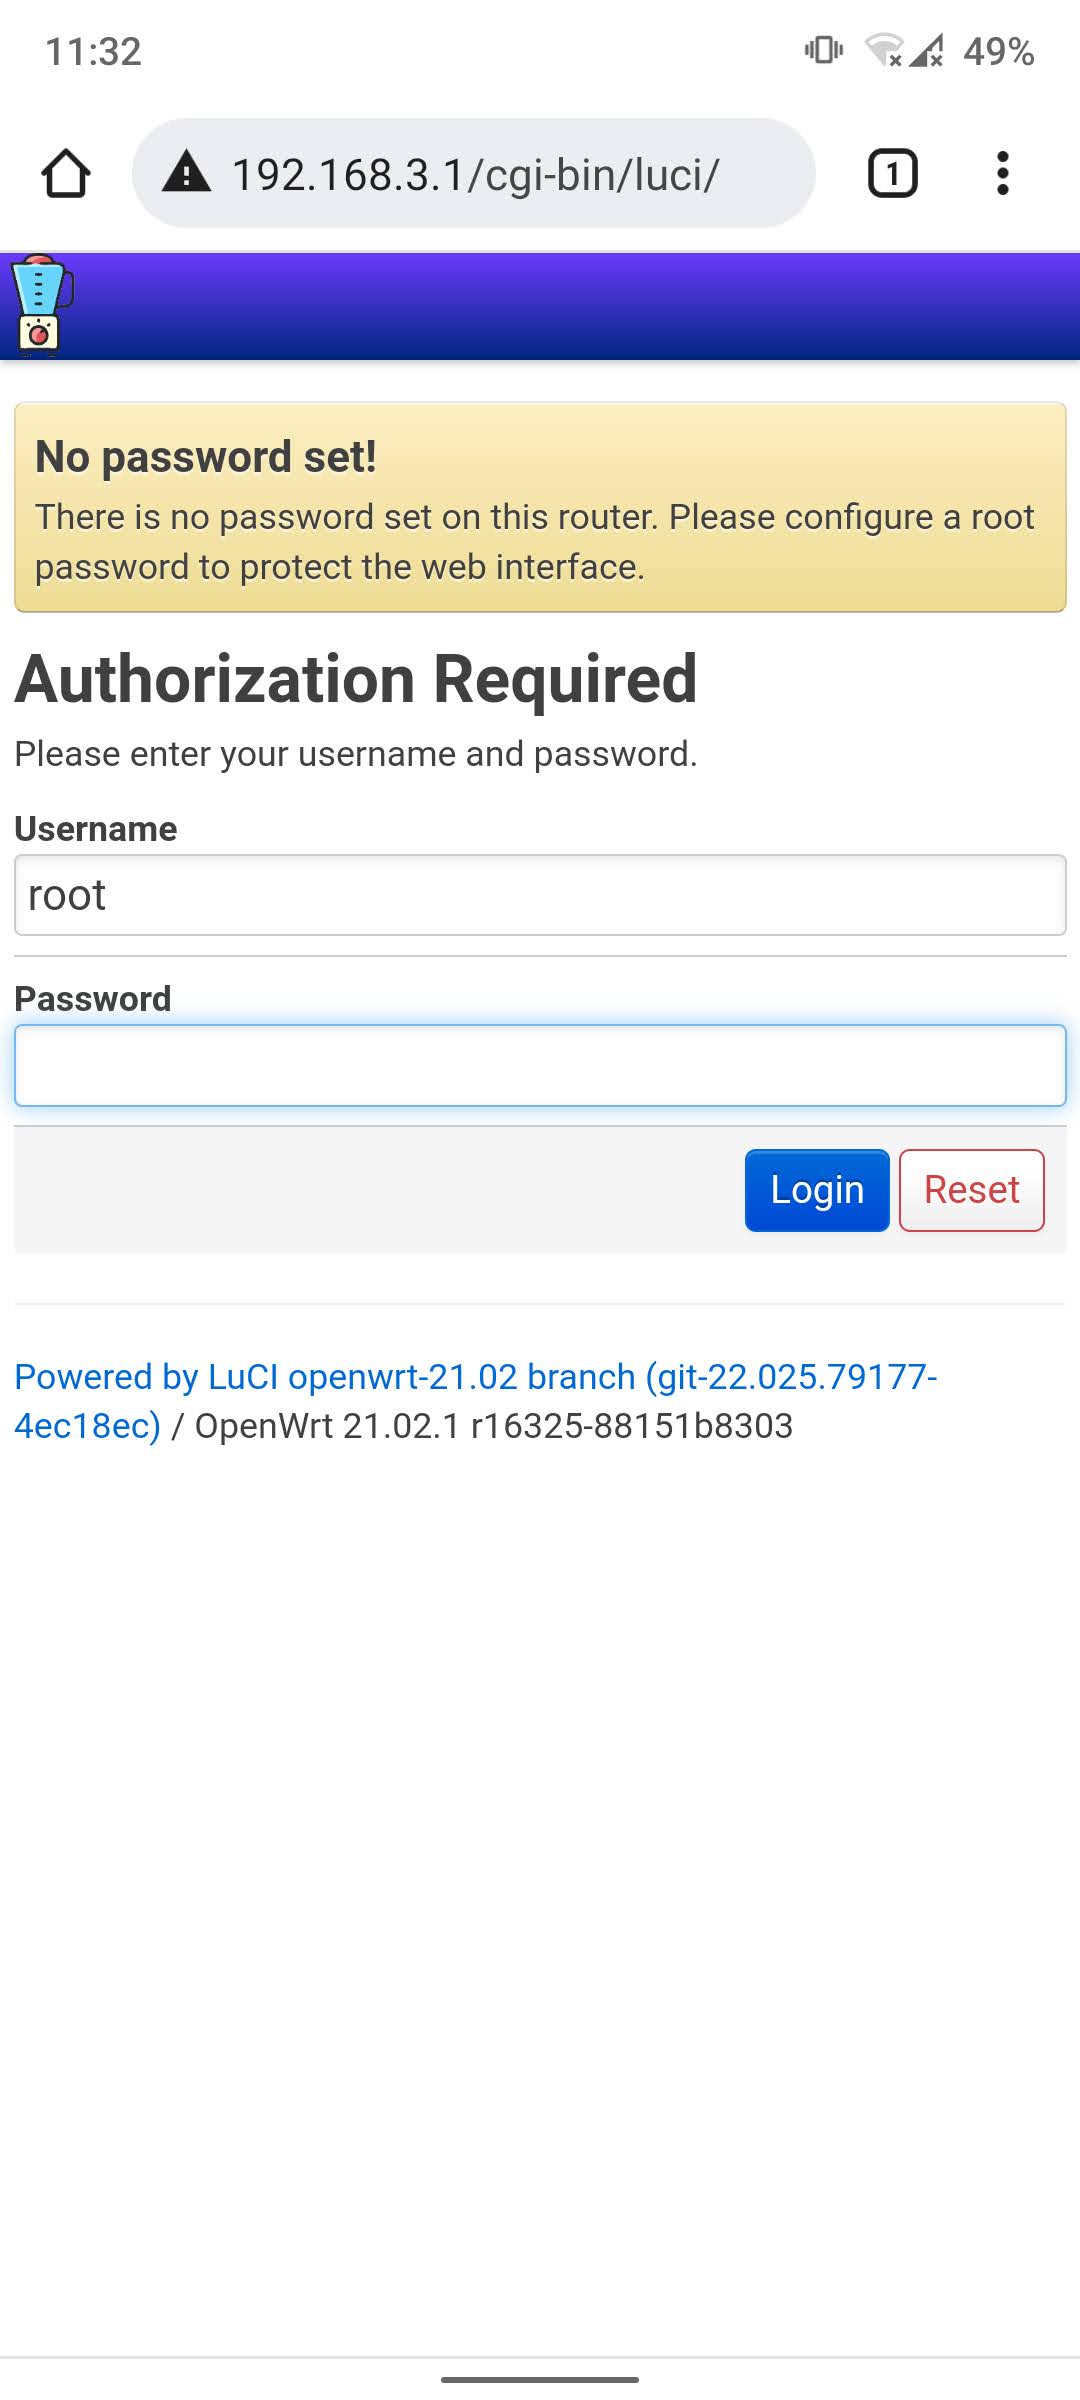 11:32
49%
192.168.3.1/cgi-bin/luci/
1
No password set!
There is no password set on this router. Please configure a root
password to protect the web interface.
Authorization Required
Please enter your username and password.
Username
root
Password
Login
Reset
Powered by LuCI openwrt-21.02 branch (git-22.025.79177-
4ec18ec) / OpenWrt 21.02.1 r16325-88151b8303